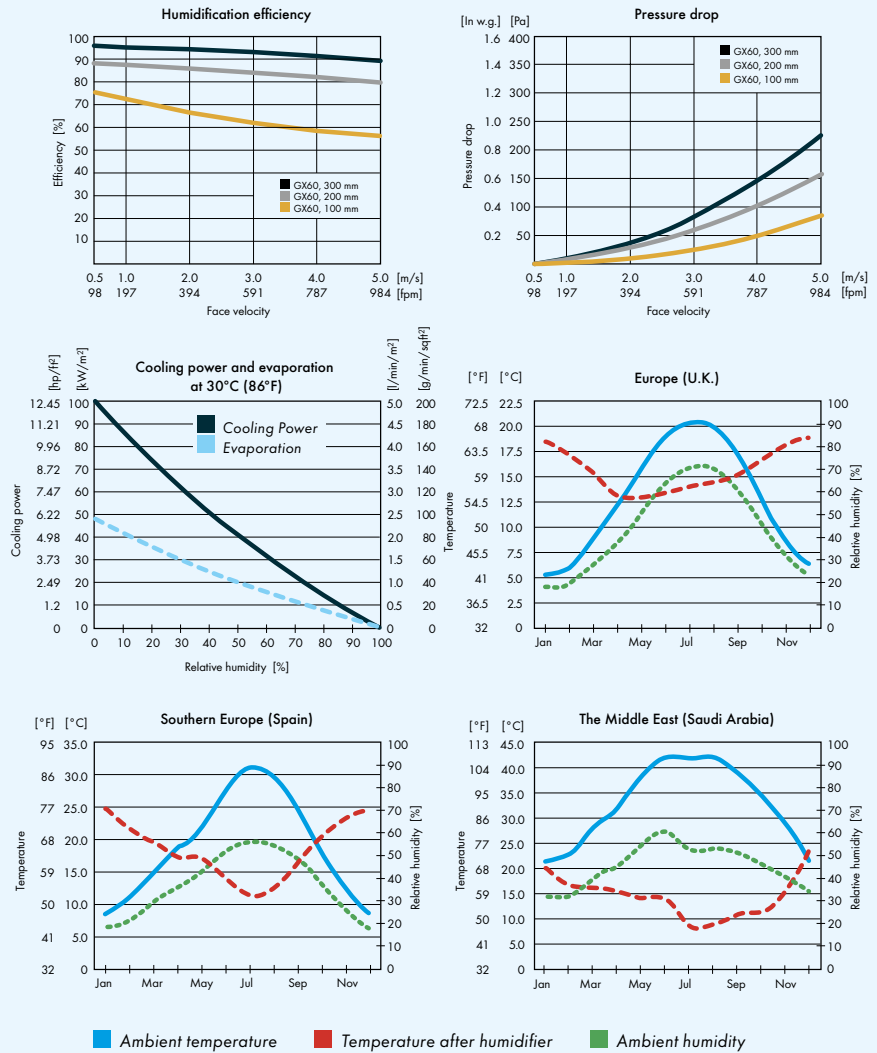 Humidification efficiency
100
90
80
70
60
50
40
30
20
10
Efficiency [%]
GX60, 300 mm
GX60, 200 mm
GX60, 100 mm
0.5 1.0 2.0 3.0 4.0 5.0 [m/s]
98 197 394 591 787 984 [fpm]
Face velocity
Pressure drop
[In w.g.] [Pa]
1.6 400
1.4 350
1.2 300
1.0 250
0.8 200
0.6 150
0.4 100
0.2 50
Pressure drop
GX60, 300 mm
GX60, 200 mm
GX60, 100 mm
0.5 1.0 2.0 3.0 4.0 5.0 [m/s]
98 197 394 591 787 984 [fpm]
Face velocity
Cooling power and evaporation
at 30°C (86°F)
[hp/ft²] [kW/m²] [l/min/m²] [g/min/sqft²]
12.45 100 5.0 200
11.21 90 4.5 180
9.96 80 4.0 160
8.72 70 3.5 140
7.47 60 3.0 120
6.22 50 2.5 100
4.98 40 2.0 80
3.73 30 1.5 60
2.49 20 1.0 40
1.2 10 0.5 20
0 0 0 0
Cooling power
Cooling Power
Evaporation
0 10 20 30 40 50 60 70 80 90 100
Relative humidity [%]
Europe (U.K.)
[°F] [°C]
72.5 22.5 100
68 20.0 90
63.5 17.5 80
59 15.0 70
54.5 12.5 60
50 10.0 50
45.5 7.5 40
41 5.0 30
36.5 2.5 20
32 0 10
0
Temperature
Relative humidity [%]
Jan Mar May Jul Sep Nov
Southern Europe (Spain)
[°F] [°C]
95 35.0 100
86 30.0 90
77 25.0 80
68 20.0 70
59 15.0 60
50 10.0 50
41 5.0 40
32 0 30
20
10
0
Temperature
Relative humidity [%]
Jan Mar May Jul Sep Nov
The Middle East (Saudi Arabia)
[°F] [°C]
113 45.0 100
104 40.0 90
95 35.0 80
86 30.0 70
77 25.0 60
68 20.0 50
59 15.0 40
50 10.0 30
41 5.0 20
32 0 10
0
Temperature
Relative humidity [%]
Jan Mar May Jul Sep Nov
Ambient temperature Temperature after humidifier Ambient humidity